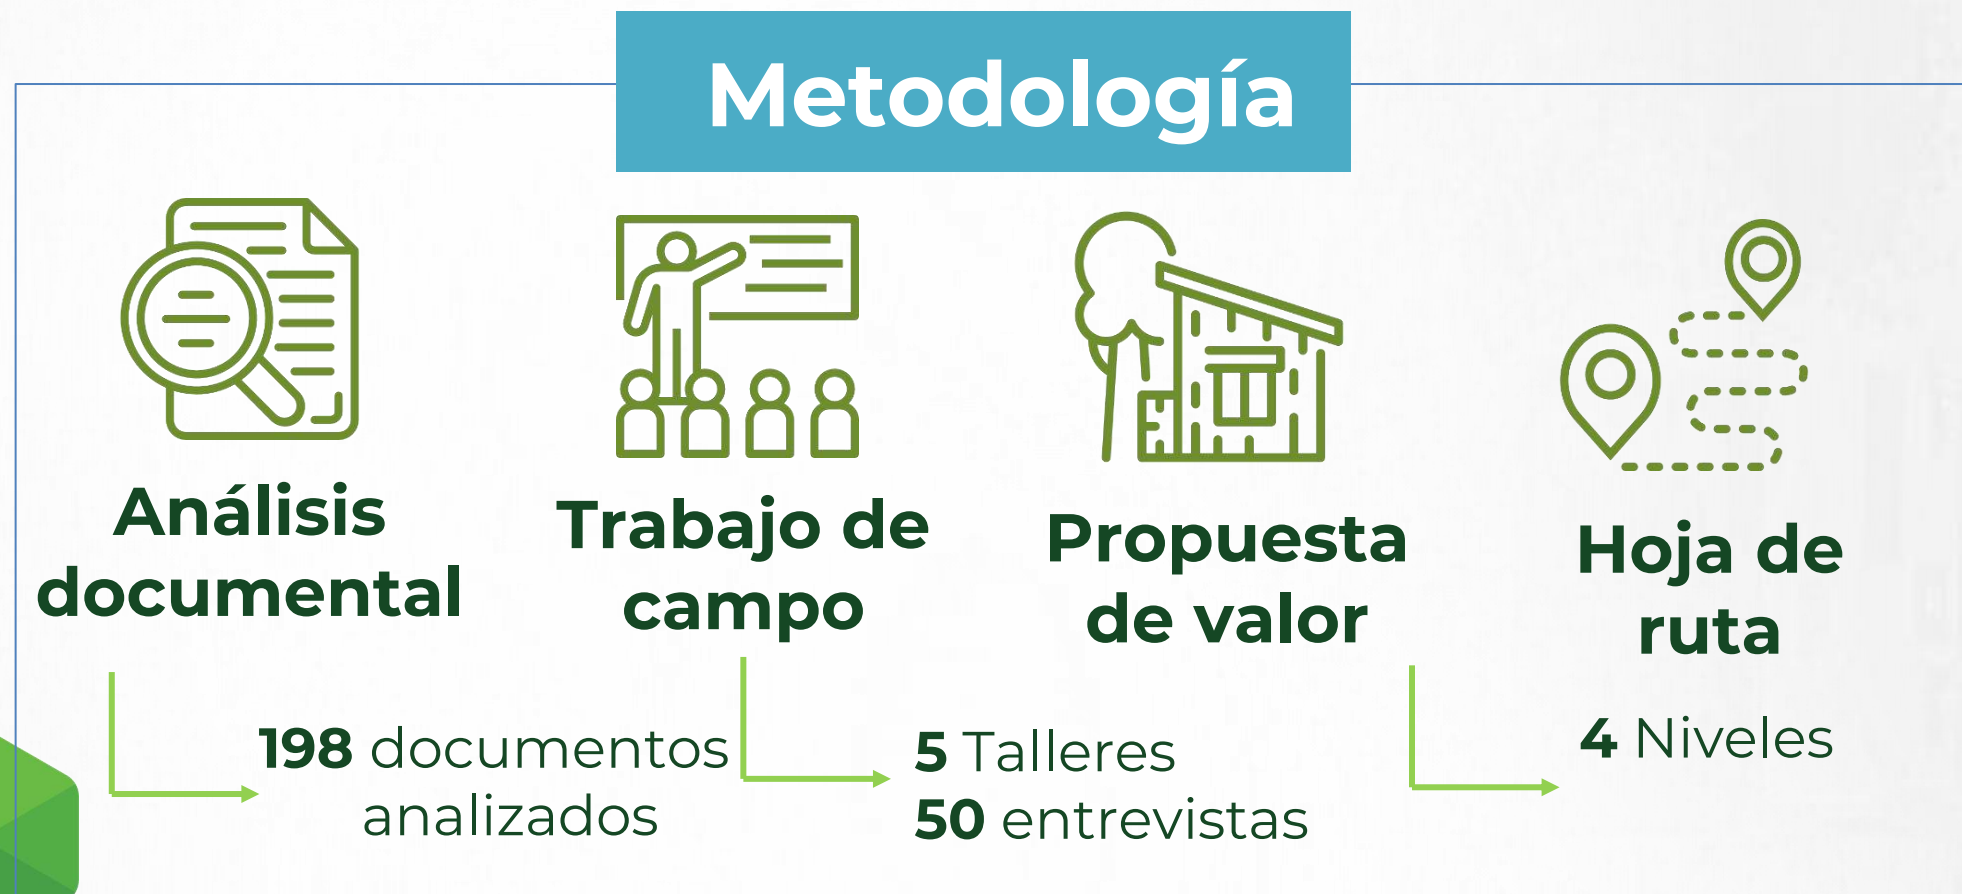 Metodología
Análisis
documental
198 documentos
analizados
Trabajo de
campo
5 Talleres
50 entrevistas
Propuesta
de valor
4 Niveles
Hoja de
ruta